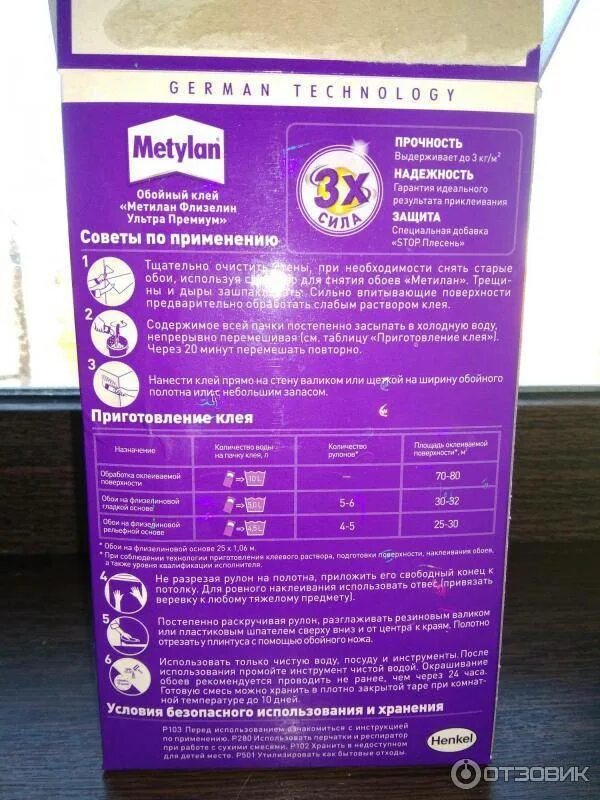 GERMAN TECHNOLOGY
Metylan
Обойный клей
«Метилан Флизелин
Ультра Премиум»
3X
СИЛА
ПРОЧНОСТЬ
Выдерживает до 3 кг/м²
НАДЕЖНОСТЬ
Гарантия идеального
результата приклеивания
ЗАЩИТА
Специальная добавка
«STOP Плесень»
Советы по применению
1
Тщательно очистить стены, при необходимости снять старые
обои, используя для снятия обоев «Метилан». Трещи-
ны и дыры Сильно впитывающие поверхности
предварительно обработать слабым раствором клея.
2
Содержимое всей пачки постепенно засыпать в холодную воду,
непрерывно перемешивая (см. таблицу «Приготовление клея»).
Через 20 минут перемешать повторно.
3
Нанести клей прямо на стену валиком или щеткой на ширину обойного
полотна или с небольшим запасом.
Приготовление клея
Назначение
Количество воды
на пачку клея, л
Количество
рулонов*
Площадь оклеиваемой
поверхности*, м²
Обработка оклеиваемой
поверхности
10 L
—
70-80
Обои на флизелиновой
гладкой основе
5,0 L
5-6
30-32
Обои на флизелиновой
рельефной основе
4,5 L
4-5
25-30
* Обои на флизелиновой основе 25 x 1,06 м.
* При соблюдении технологии приготовления клеевого раствора, подготовки поверхности, наклеивания обоев,
а также уровня квалификации исполнителя.
4
Не разрезая рулон на полотна, приложить его свободный конец к
потолку. Для ровного наклеивания использовать отвес (привязать
веревку к любому тяжелому предмету).
5
Постепенно раскручивая рулон, разглаживать резиновым валиком
или пластиковым шпателем сверху вниз и от центра к краям. Полотно
отрезать у плинтуса с помощью обойного ножа.
6
Использовать только чистую воду, посуду и инструменты. После
использования промойте инструмент чистой водой. Окрашивание
обоев рекомендуется проводить не ранее, чем через 24 часа.
Готовую смесь можно хранить в плотно закрытой таре при комнат-
ной температуре до 10 дней.
Условия безопасного использования и хранения
P103 Перед использованием ознакомиться с инструкцией
по применению. P280 Использовать перчатки и респиратор
при работе с сухими смесями. P102 Хранить в недоступном
для детей месте. P501 Утилизировать как бытовые отходы.
Henkel
ОТЗОВИК